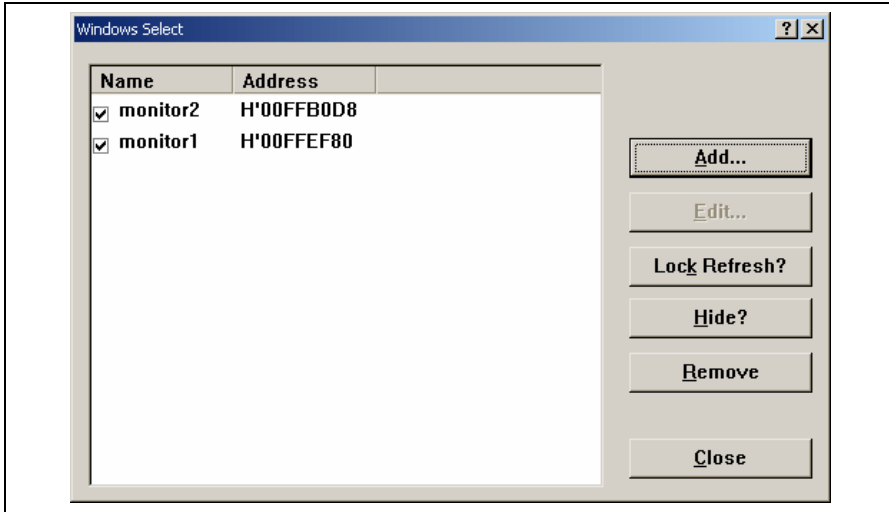 Windows Select
Name Address
monitor2 H'00FFB0D8
monitor1 H'00FFEF80
Add...
Edit...
Lock Refresh?
Hide?
Remove
Close